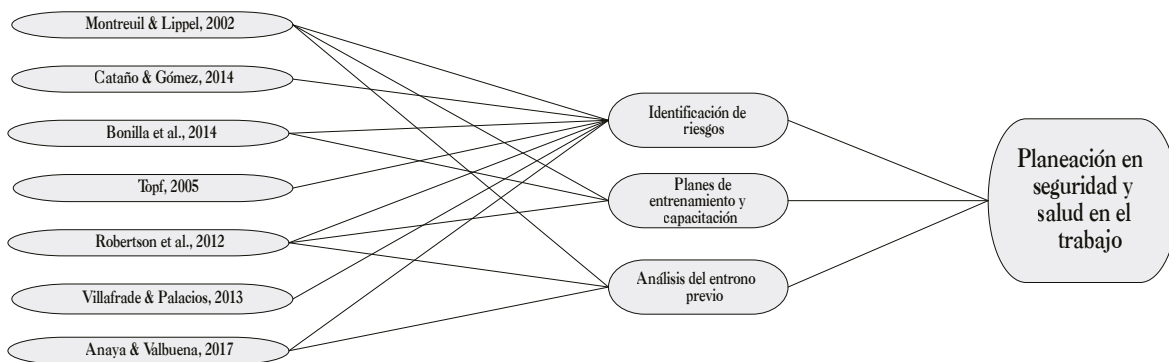 Montreuil & Lippel, 2002
Cataño & Gómez, 2014
Bonilla et al., 2014
Topf, 2005
Robertson et al., 2012
Villafrade & Palacios, 2013
Anaya & Valbuena, 2017
Identificación de
riesgos
Planes de
entrenamiento y
capacitación
Análisis del entrono
previo
Planeación en
seguridad y
salud en el
trabajo